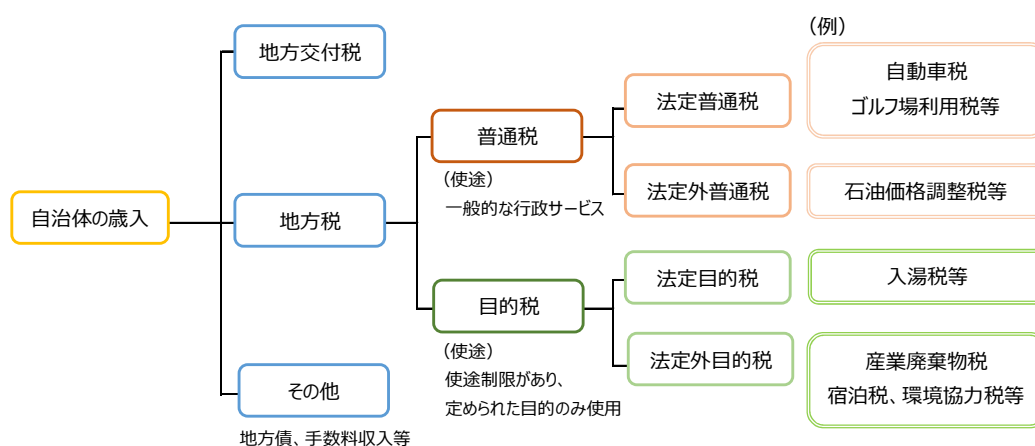 (例)
地方交付税
自動車税
ゴルフ場利用税等
法定普通税
普通税
(使途)
一般的な行政サービス
法定外普通税
石油価格調整税等
自治体の歳入
地方税
法定目的税
入湯税等
目的税
(使途)
使途制限があり、
定められた目的のみ使用
法定外目的税
産業廃棄物税
宿泊税、環境協力税等
その他
地方債、手数料収入等